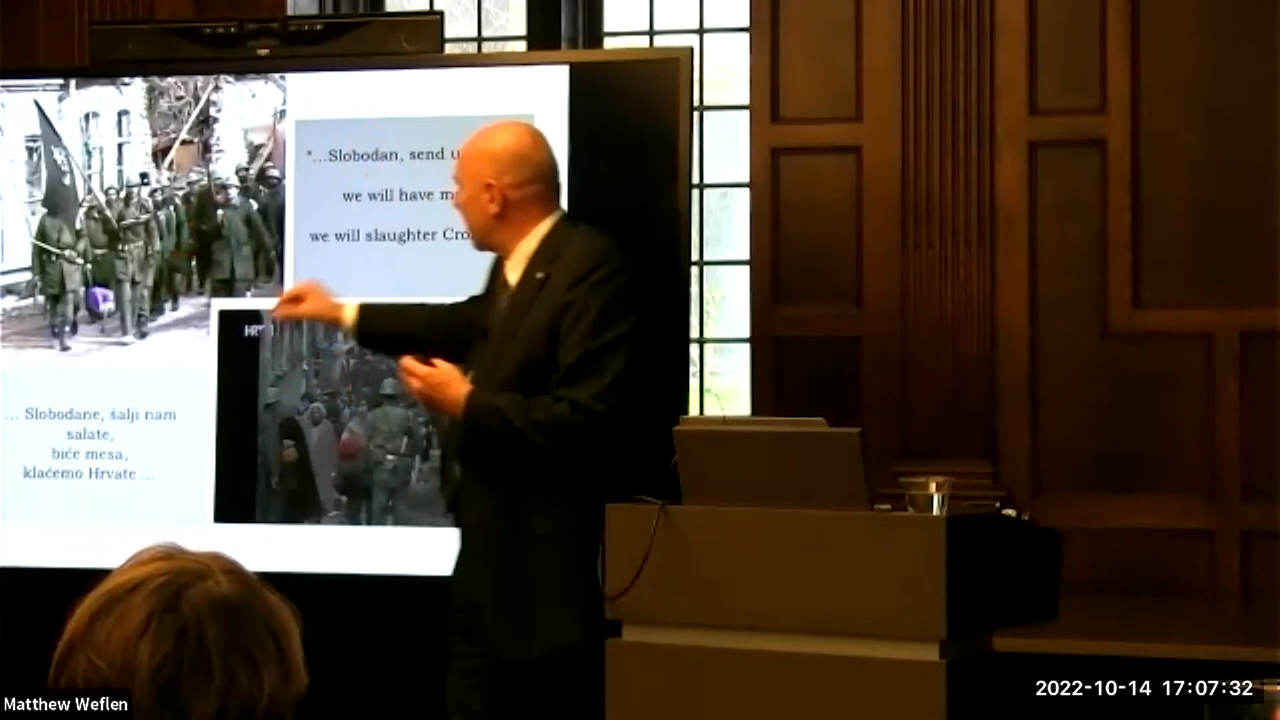 "...Slobodan, send
we will have
we will slaughter
HRT
... Slobodane, šalji nam
salate,
biće mesa,
klaćemo Hrvate ...
Matthew Weflen
2022-10-14 17:07:32